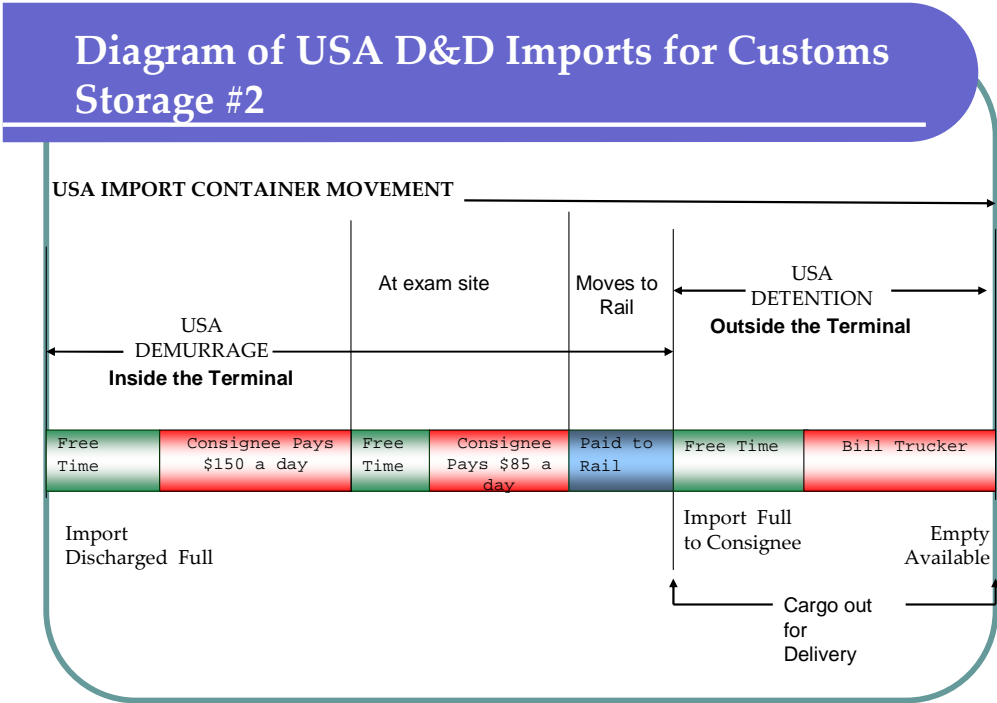 Diagram of USA D&D Imports for Customs
Storage #2
USA IMPORT CONTAINER MOVEMENT
At exam site
Moves to
Rail
USA
DETENTION
Outside the Terminal
USA
DEMURRAGE
Inside the Terminal
Free
Time
Consignee Pays
$150 a day
Free
Time
Consignee
Pays $85 a
day
Paid to
Rail
Free Time
Bill Trucker
Import
Discharged Full
Import Full
to Consignee
Empty
Available
Cargo out
for
Delivery